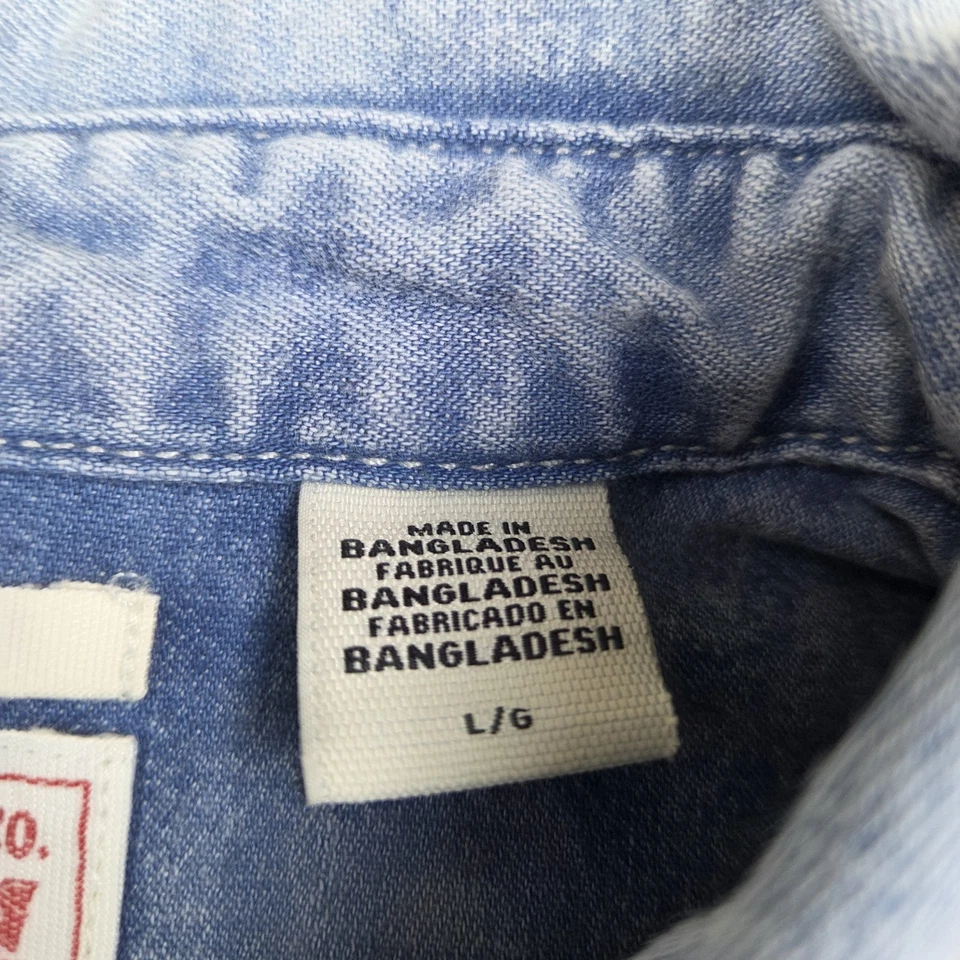 MADE IN
BANGLADESH
FABRIQUE AU
BANGLADESH
FABRICADO EN
BANGLADESH
L/G
O.